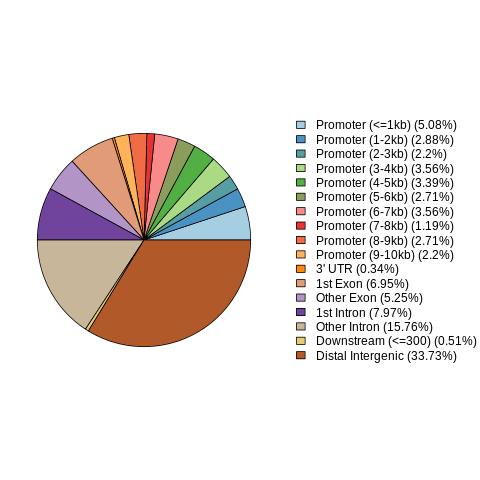 Promoter (<=1kb) (5.08%)
Promoter (1-2kb) (2.88%)
Promoter (2-3kb) (2.2%)
Promoter (3-4kb) (3.56%)
Promoter (4-5kb) (3.39%)
Promoter (5-6kb) (2.71%)
Promoter (6-7kb) (3.56%)
Promoter (7-8kb) (1.19%)
Promoter (8-9kb) (2.71%)
Promoter (9-10kb) (2.2%)
3' UTR (0.34%)
1st Exon (6.95%)
Other Exon (5.25%)
1st Intron (7.97%)
Other Intron (15.76%)
Downstream (<=300) (0.51%)
Distal Intergenic (33.73%)